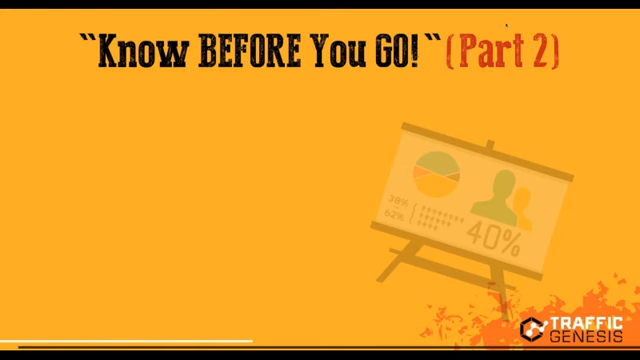 “Know BEFORE You GO!“ (Part 2)
38%
62%
40%
TRAFFIC
GENESIS